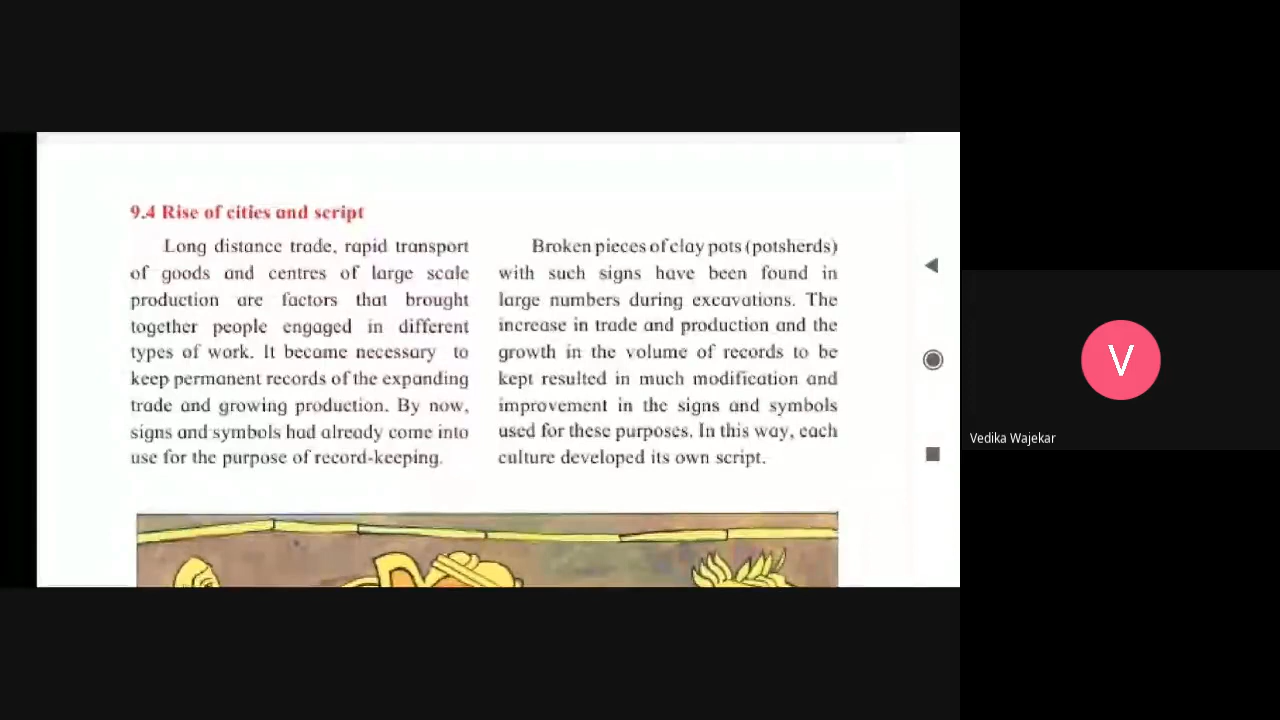 9.4 Rise of cities and script
Long distance trade, rapid transport
of goods and centres of large scale
production are factors that brought
together people engaged in different
types of work. It became necessary to
keep permanent records of the expanding
trade and growing production. By now,
signs and symbols had already come into
use for the purpose of record-keeping.
Broken pieces of clay pots (potsherds)
with such signs have been found in
large numbers during excavations. The
increase in trade and production and the
growth in the volume of records to be
kept resulted in much modification and
improvement in the signs and symbols
used for these purposes. In this way, each
culture developed its own script.
V
Vedika Wajekar